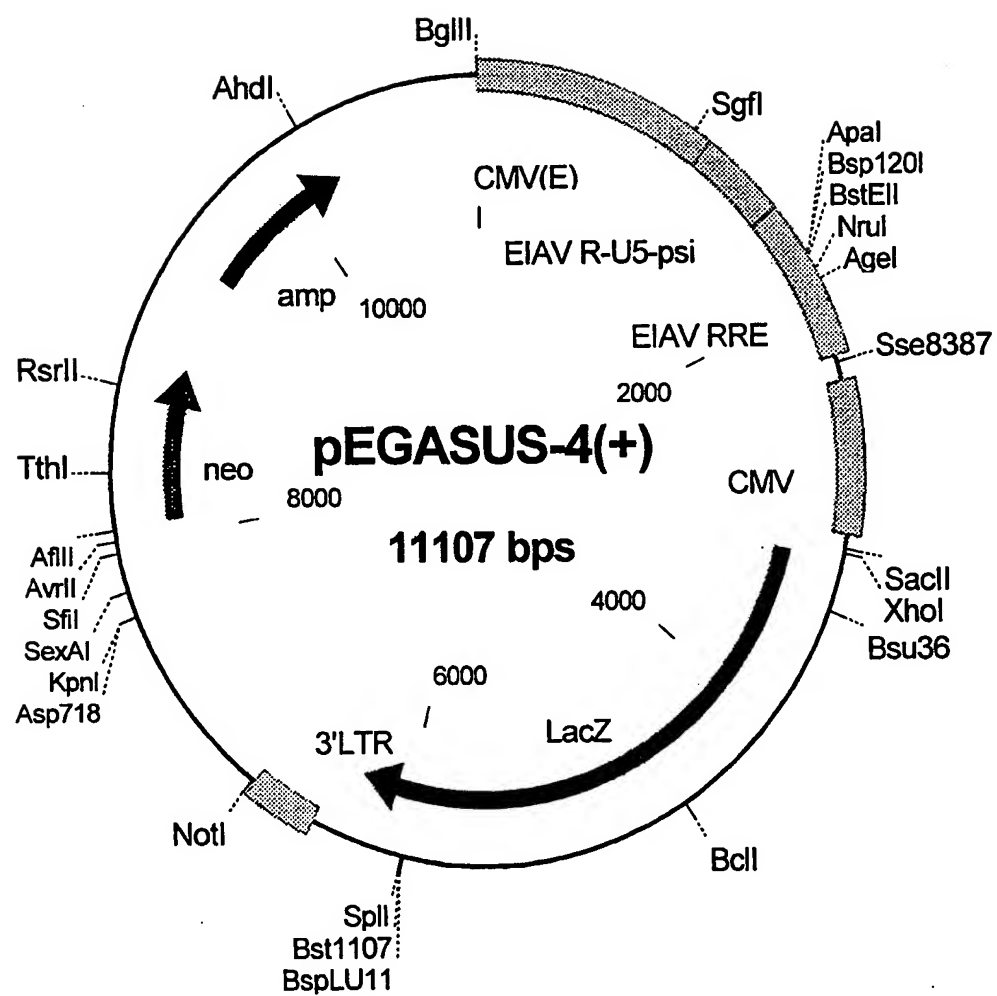 BglII
AhdI
SgfI
ApaI
Bsp120I
BstEII
NruI
AgeI
CMV(E)
EIAV R-U5-psi
amp
10000
EIAV RRE
Sse8387
2000
RsrII
pEGASUS-4(+)
TthI
neo
8000
CMV
11107 bps
AflII
AvrII
SfiI
SexAI
KpnI
Asp718
4000
SacII
XhoI
Bsu36
6000
3'LTR
LacZ
NotI
BclI
SplI
Bst1107
BspLU11